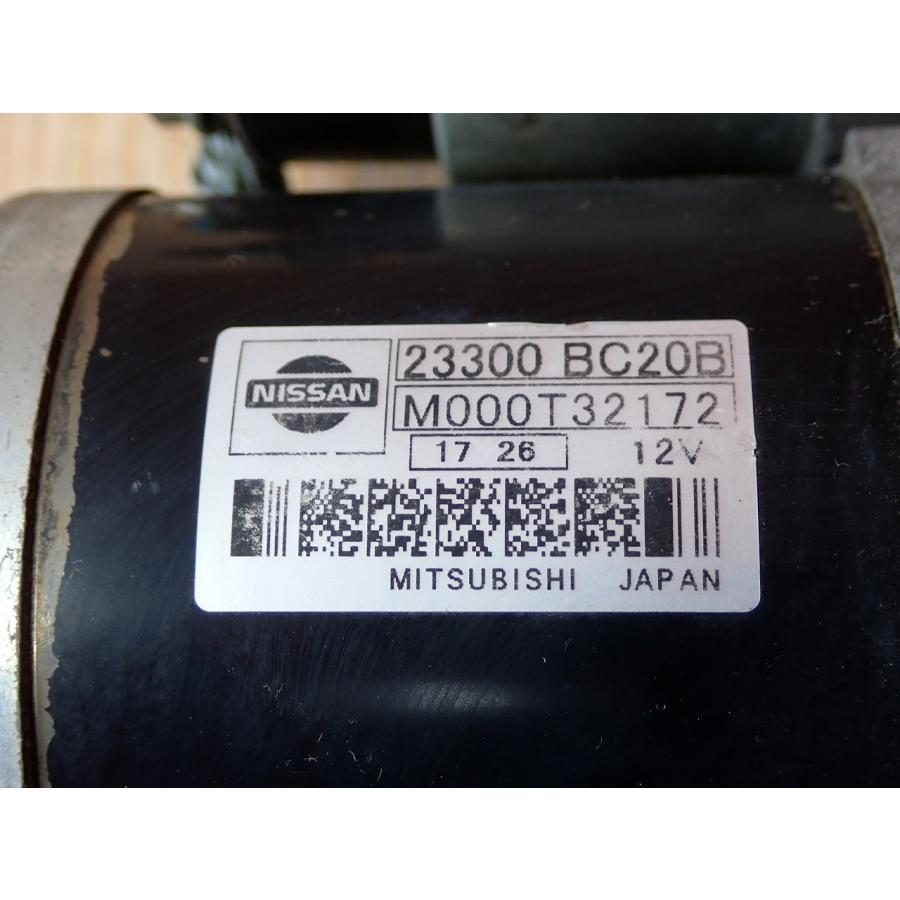 NISSAN
23300 BC20B
M000T32172
17 26 12V
MITSUBISHI JAPAN